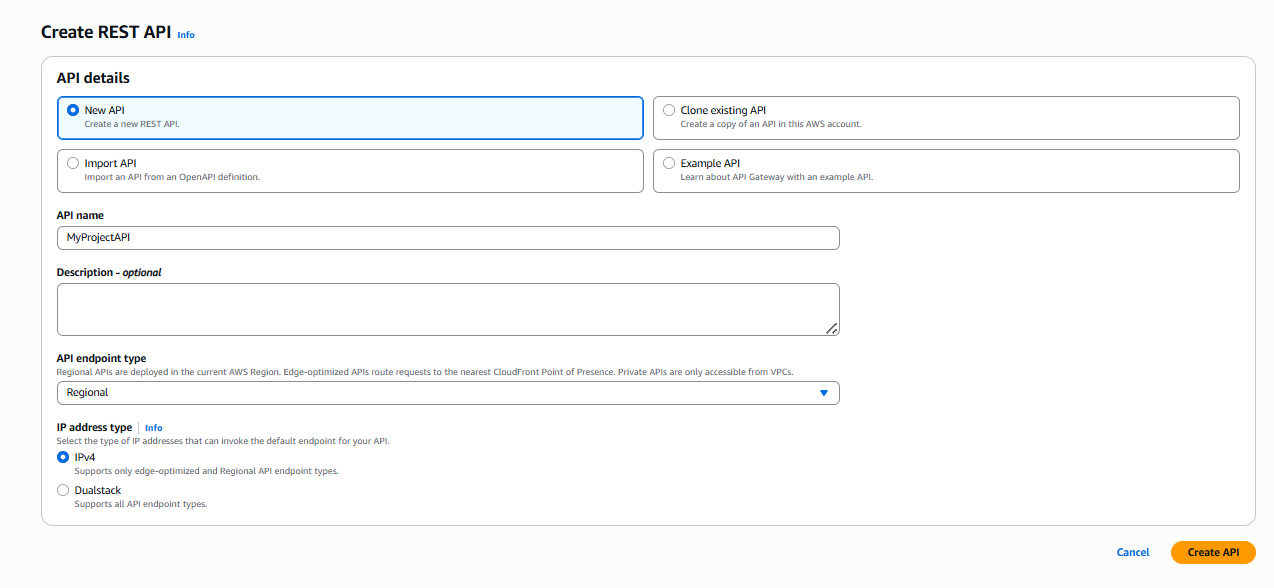 Create REST API Info
API details
New API
Create a new REST API.
Clone existing API
Create a copy of an API in this AWS account.
Import API
Import an API from an OpenAPI definition.
Example API
Learn about API Gateway with an example API.
API name
MyProjectAPI
Description - optional
API endpoint type
Regional APIs are deployed in the current AWS Region. Edge-optimized APIs route requests to the nearest CloudFront Point of Presence. Private APIs are only accessible from VPCs.
Regional
IP address type Info
Select the type of IP addresses that can invoke the default endpoint for your API.
IPv4
Supports only edge-optimized and Regional API endpoint types.
Dualstack
Supports all API endpoint types.
Cancel
Create API